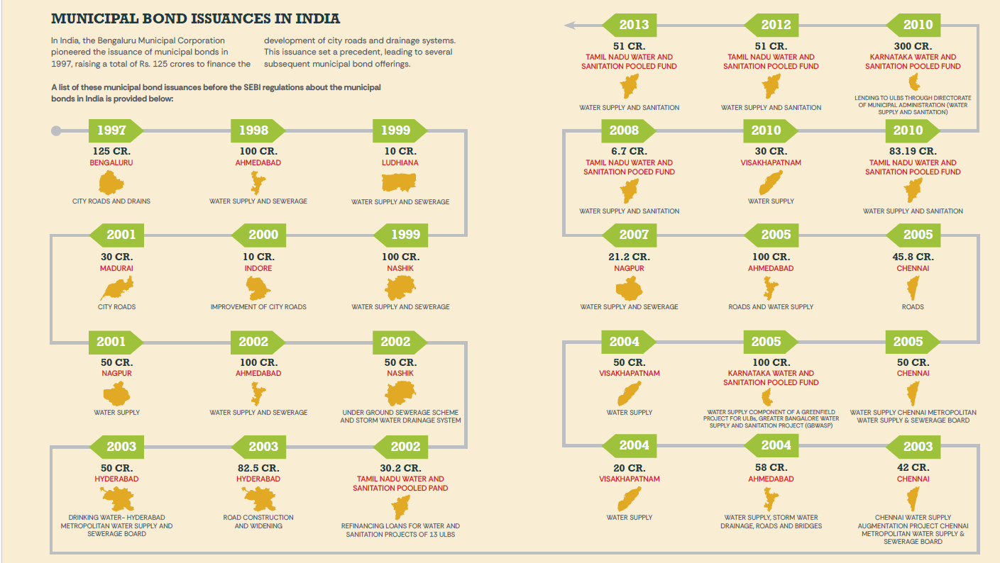 MUNICIPAL BOND ISSUANCES IN INDIA
In India, the Bengaluru Municipal Corporation
pioneered the issuance of municipal bonds in
1997, raising a total of Rs. 125 crores to finance the
development of city roads and drainage systems.
This issuance set a precedent, leading to several
subsequent municipal bond offerings.
A list of these municipal bond issuances before the SEBI regulations about the municipal
bonds in India is provided below:
1997
125 CR.
BENGALURU
CITY ROADS AND DRAINS
1998
100 CR.
AHMEDABAD
WATER SUPPLY AND SEWERAGE
1999
10 CR.
LUDHIANA
WATER SUPPLY AND SEWERAGE
1999
100 CR.
NASHIK
WATER SUPPLY AND SEWERAGE
2000
10 CR.
INDORE
IMPROVEMENT OF CITY ROADS
2001
30 CR.
MADURAI
CITY ROADS
2001
50 CR.
NAGPUR
WATER SUPPLY
2002
100 CR.
AHMEDABAD
WATER SUPPLY AND SEWERAGE
2002
50 CR.
NASHIK
UNDER GROUND SEWERAGE SCHEME
AND STORM WATER DRAINAGE SYSTEM
2002
30.2 CR.
TAMIL NADU WATER AND
SANITATION POOLED PAND
REFINANCING LOANS FOR WATER AND
SANITATION PROJECTS OF 13 ULBS
2003
82.5 CR.
HYDERABAD
ROAD CONSTRUCTION
AND WIDENING
2003
50 CR.
HYDERABAD
DRINKING WATER- HYDERABAD
METROPOLITAN WATER SUPPLY AND
SEWERAGE BOARD
2003
42 CR.
CHENNAI
CHENNAI WATER SUPPLY
AUGMENTATION PROJECT CHENNAI
METROPOLITAN WATER SUPPLY &
SEWERAGE BOARD
2004
58 CR.
AHMEDABAD
WATER SUPPLY, STORM WATER
DRAINAGE, ROADS AND BRIDGES
2004
20 CR.
VISAKHAPATNAM
WATER SUPPLY
2004
50 CR.
VISAKHAPATNAM
WATER SUPPLY
2005
100 CR.
KARNATAKA WATER AND
SANITATION POOLED FUND
WATER SUPPLY COMPONENT OF A GREENFIELD
PROJECT FOR ULBs, GREATER BANGALORE WATER
SUPPLY AND SANITATION PROJECT (GBWASP)
2005
50 CR.
CHENNAI
WATER SUPPLY CHENNAI METROPOLITAN
WATER SUPPLY & SEWERAGE BOARD
2005
45.8 CR.
CHENNAI
ROADS
2005
100 CR.
AHMEDABAD
ROADS AND WATER SUPPLY
2007
21.2 CR.
NAGPUR
WATER SUPPLY AND SEWERAGE
2008
6.7 CR.
TAMIL NADU WATER AND
SANITATION POOED FUND
WATER SUPPLY AND SANITATION
2010
30 CR.
VISAKHAPATNAM
WATER SUPPLY
2010
83.19 CR.
TAMIL NADU WATER AND
SANITATION POOLED FUND
WATER SUPPLY AND SANITATION
2010
300 CR.
KARNATAKA WATER AND
SANITATION POOLED FUND
LENDING TO ULBS THROUGH DIRECTORATE
OF MUNICIPAL ADMINISTRATION (WATER
SUPPLY AND SANITATION)
2012
51 CR.
TAMIL NADU WATER AND
SANITATION POOLED FUND
WATER SUPPLY AND SANITATION
2013
51 CR.
TAMIL NADU WATER AND
SANITATION POOLED FUND
WATER SUPPLY AND SANITATION